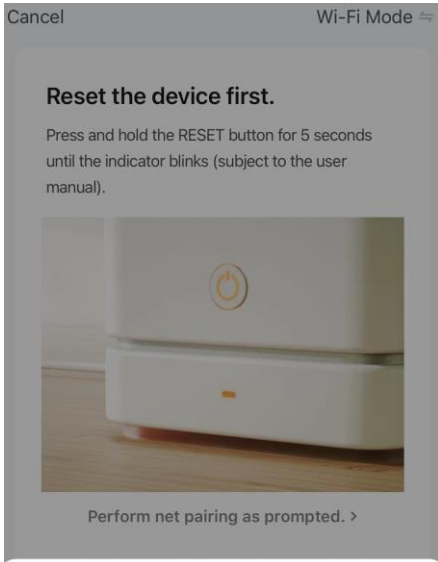 Cancel
Wi-Fi Mode
Reset the device first.
Press and hold the RESET button for 5 seconds
until the indicator blinks (subject to the user
manual).
Perform net pairing as prompted. >